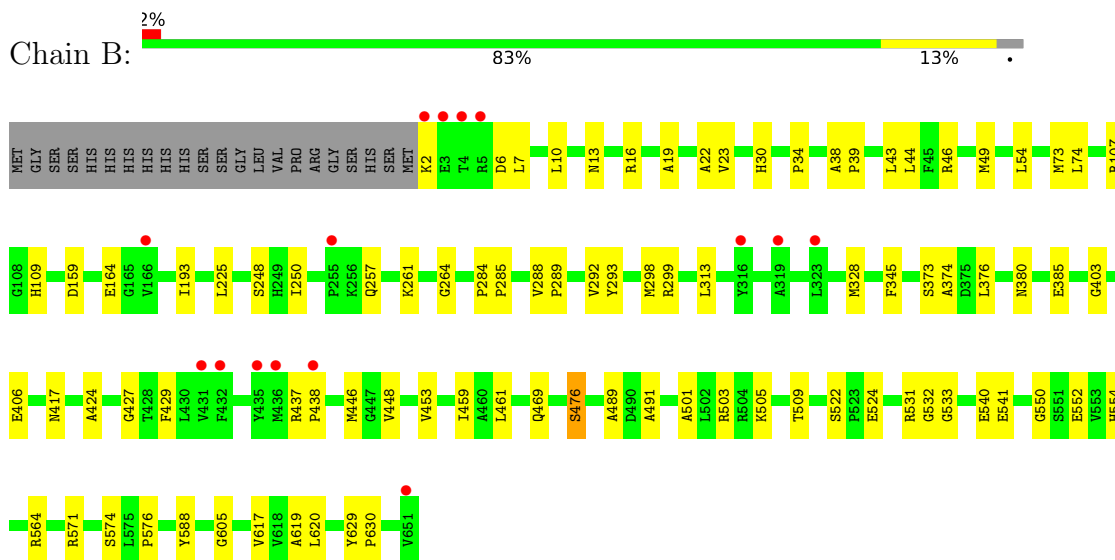 2%
Chain B:
83%
13%
MET GLY SER SER HIS HIS HIS HIS HIS HIS SER SER GLY LEU VAL PRO ARG GLY SER HIS SER MET K2 E3 T4 R5 D6 L7 L10 N13 R16 A19 A22 V23 H30 P34 A38 P39 L43 L44 F45 R46 M49 L54 M73 L74 R107
G108 H109 D159 E164 G165 V166 I193 L225 S248 H249 I250 P255 K256 Q257 K261 G264 P284 P285 V288 P289 V292 Y293 M298 R299 L313 Y316 A319 L323 M328 F345 S373 A374 D375 L376 N380 E385 G403
E406 N417 A424 G427 T428 F429 L430 V431 F432 Y435 M436 R437 P438 M446 G447 V448 V453 I459 A460 L461 Q469 S476 A489 D490 A491 A501 L502 R503 R504 K505 T509 S522 P523 E524 R531 G532 G533 E540 E541 G550 S551 E552 V553 H554
R564 R571 S574 L575 P576 Y588 G605 V617 V618 A619 L620 Y629 P630 V651